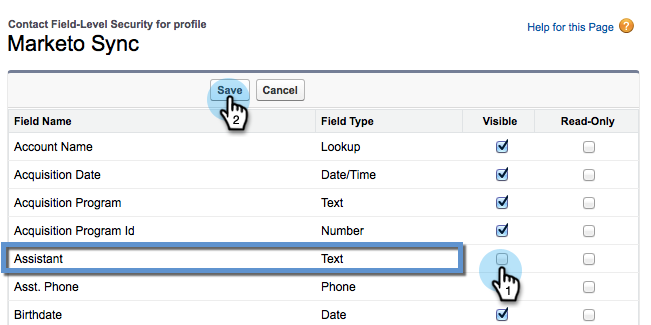 Contact Field-Level Security for profile
Marketo Sync
Help for this Page ?
Save Cancel
2
Field Name Field Type Visible Read-Only
Account Name Lookup
Acquisition Date Date/Time
Acquisition Program Text
Acquisition Program Id Number
Assistant Text
Asst. Phone Phone
1
Birthdate Date